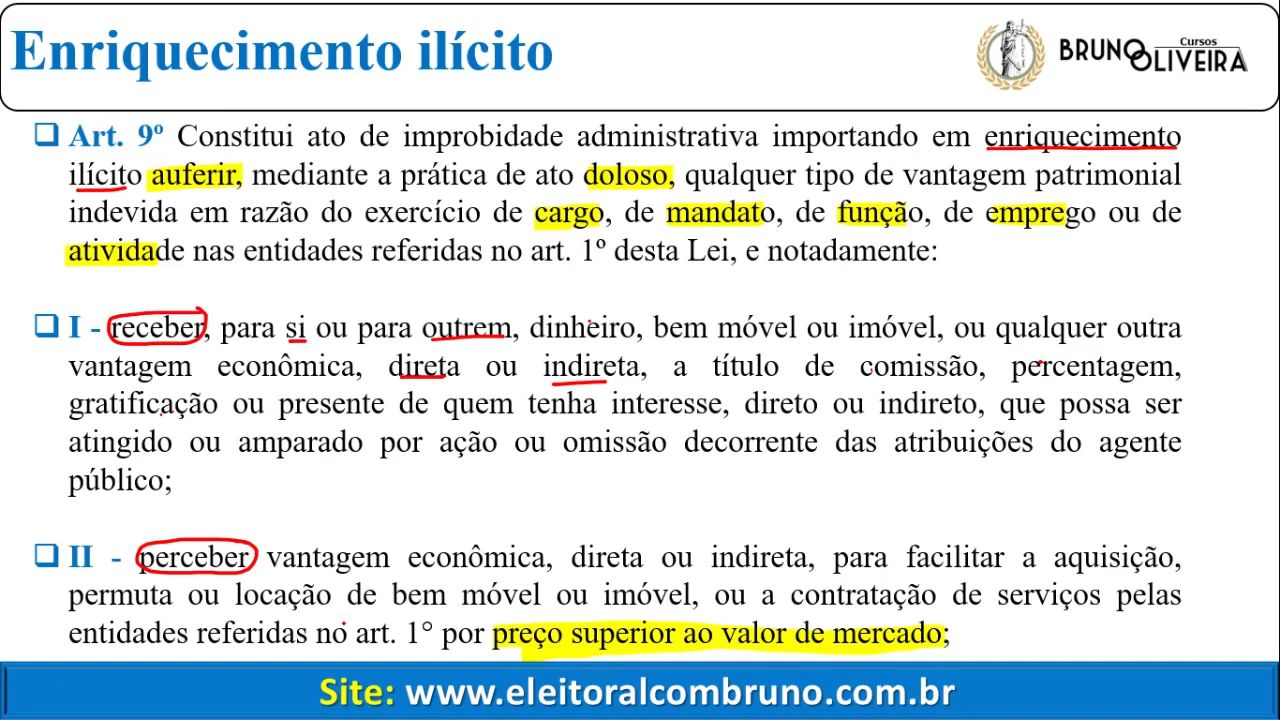 Enriquecimento ilícito
Cursos
BRUNO
OLIVEIRA
Art. 9º Constitui ato de improbidade administrativa importando em enriquecimento
ilícito auferir, mediante a prática de ato doloso, qualquer tipo de vantagem patrimonial
indevida em razão do exercício de cargo, de mandato, de função, de emprego ou de
atividade nas entidades referidas no art. 1º desta Lei, e notadamente:
I - receber, para si ou para outrem, dinheiro, bem móvel ou imóvel, ou qualquer outra
vantagem econômica, direta ou indireta, a título de comissão, percentagem,
gratificação ou presente de quem tenha interesse, direto ou indireto, que possa ser
atingido ou amparado por ação ou omissão decorrente das atribuições do agente
público;
II - perceber vantagem econômica, direta ou indireta, para facilitar a aquisição,
permuta ou locação de bem móvel ou imóvel, ou a contratação de serviços pelas
entidades referidas no art. 1° por preço superior ao valor de mercado;
Site: www.eleitoralcombruno.com.br